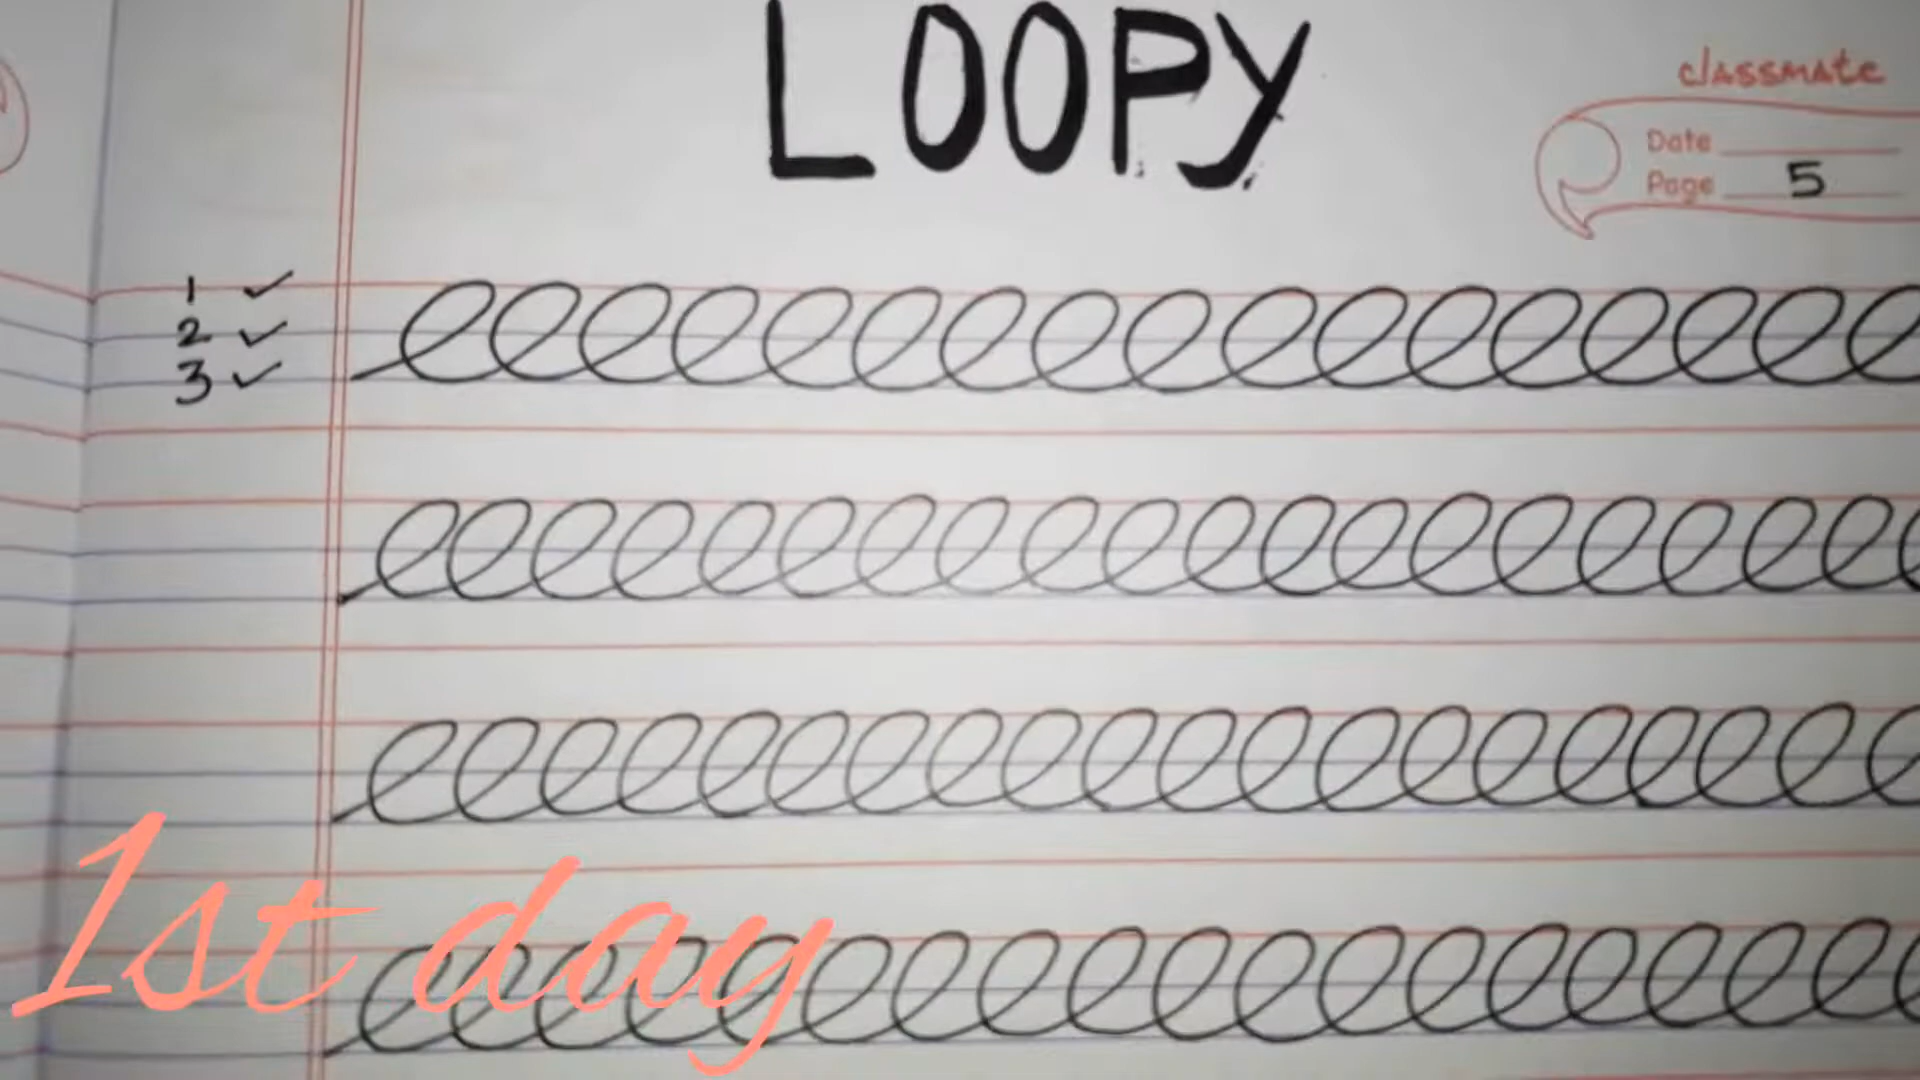 LOOPY
classmate
Date
Page 5
1 ✓
2 ✓
3 ✓
1st day